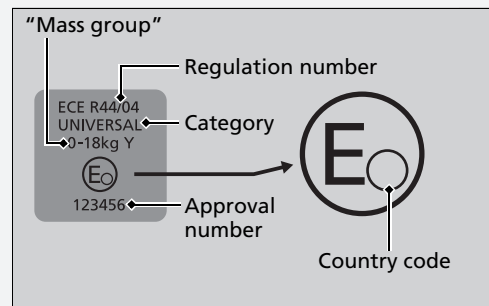 “Mass group”
Regulation number
ECE R44/04
UNIVERSAL
Category
0-18kg Y
E
E
123456
Approval
number
Country code